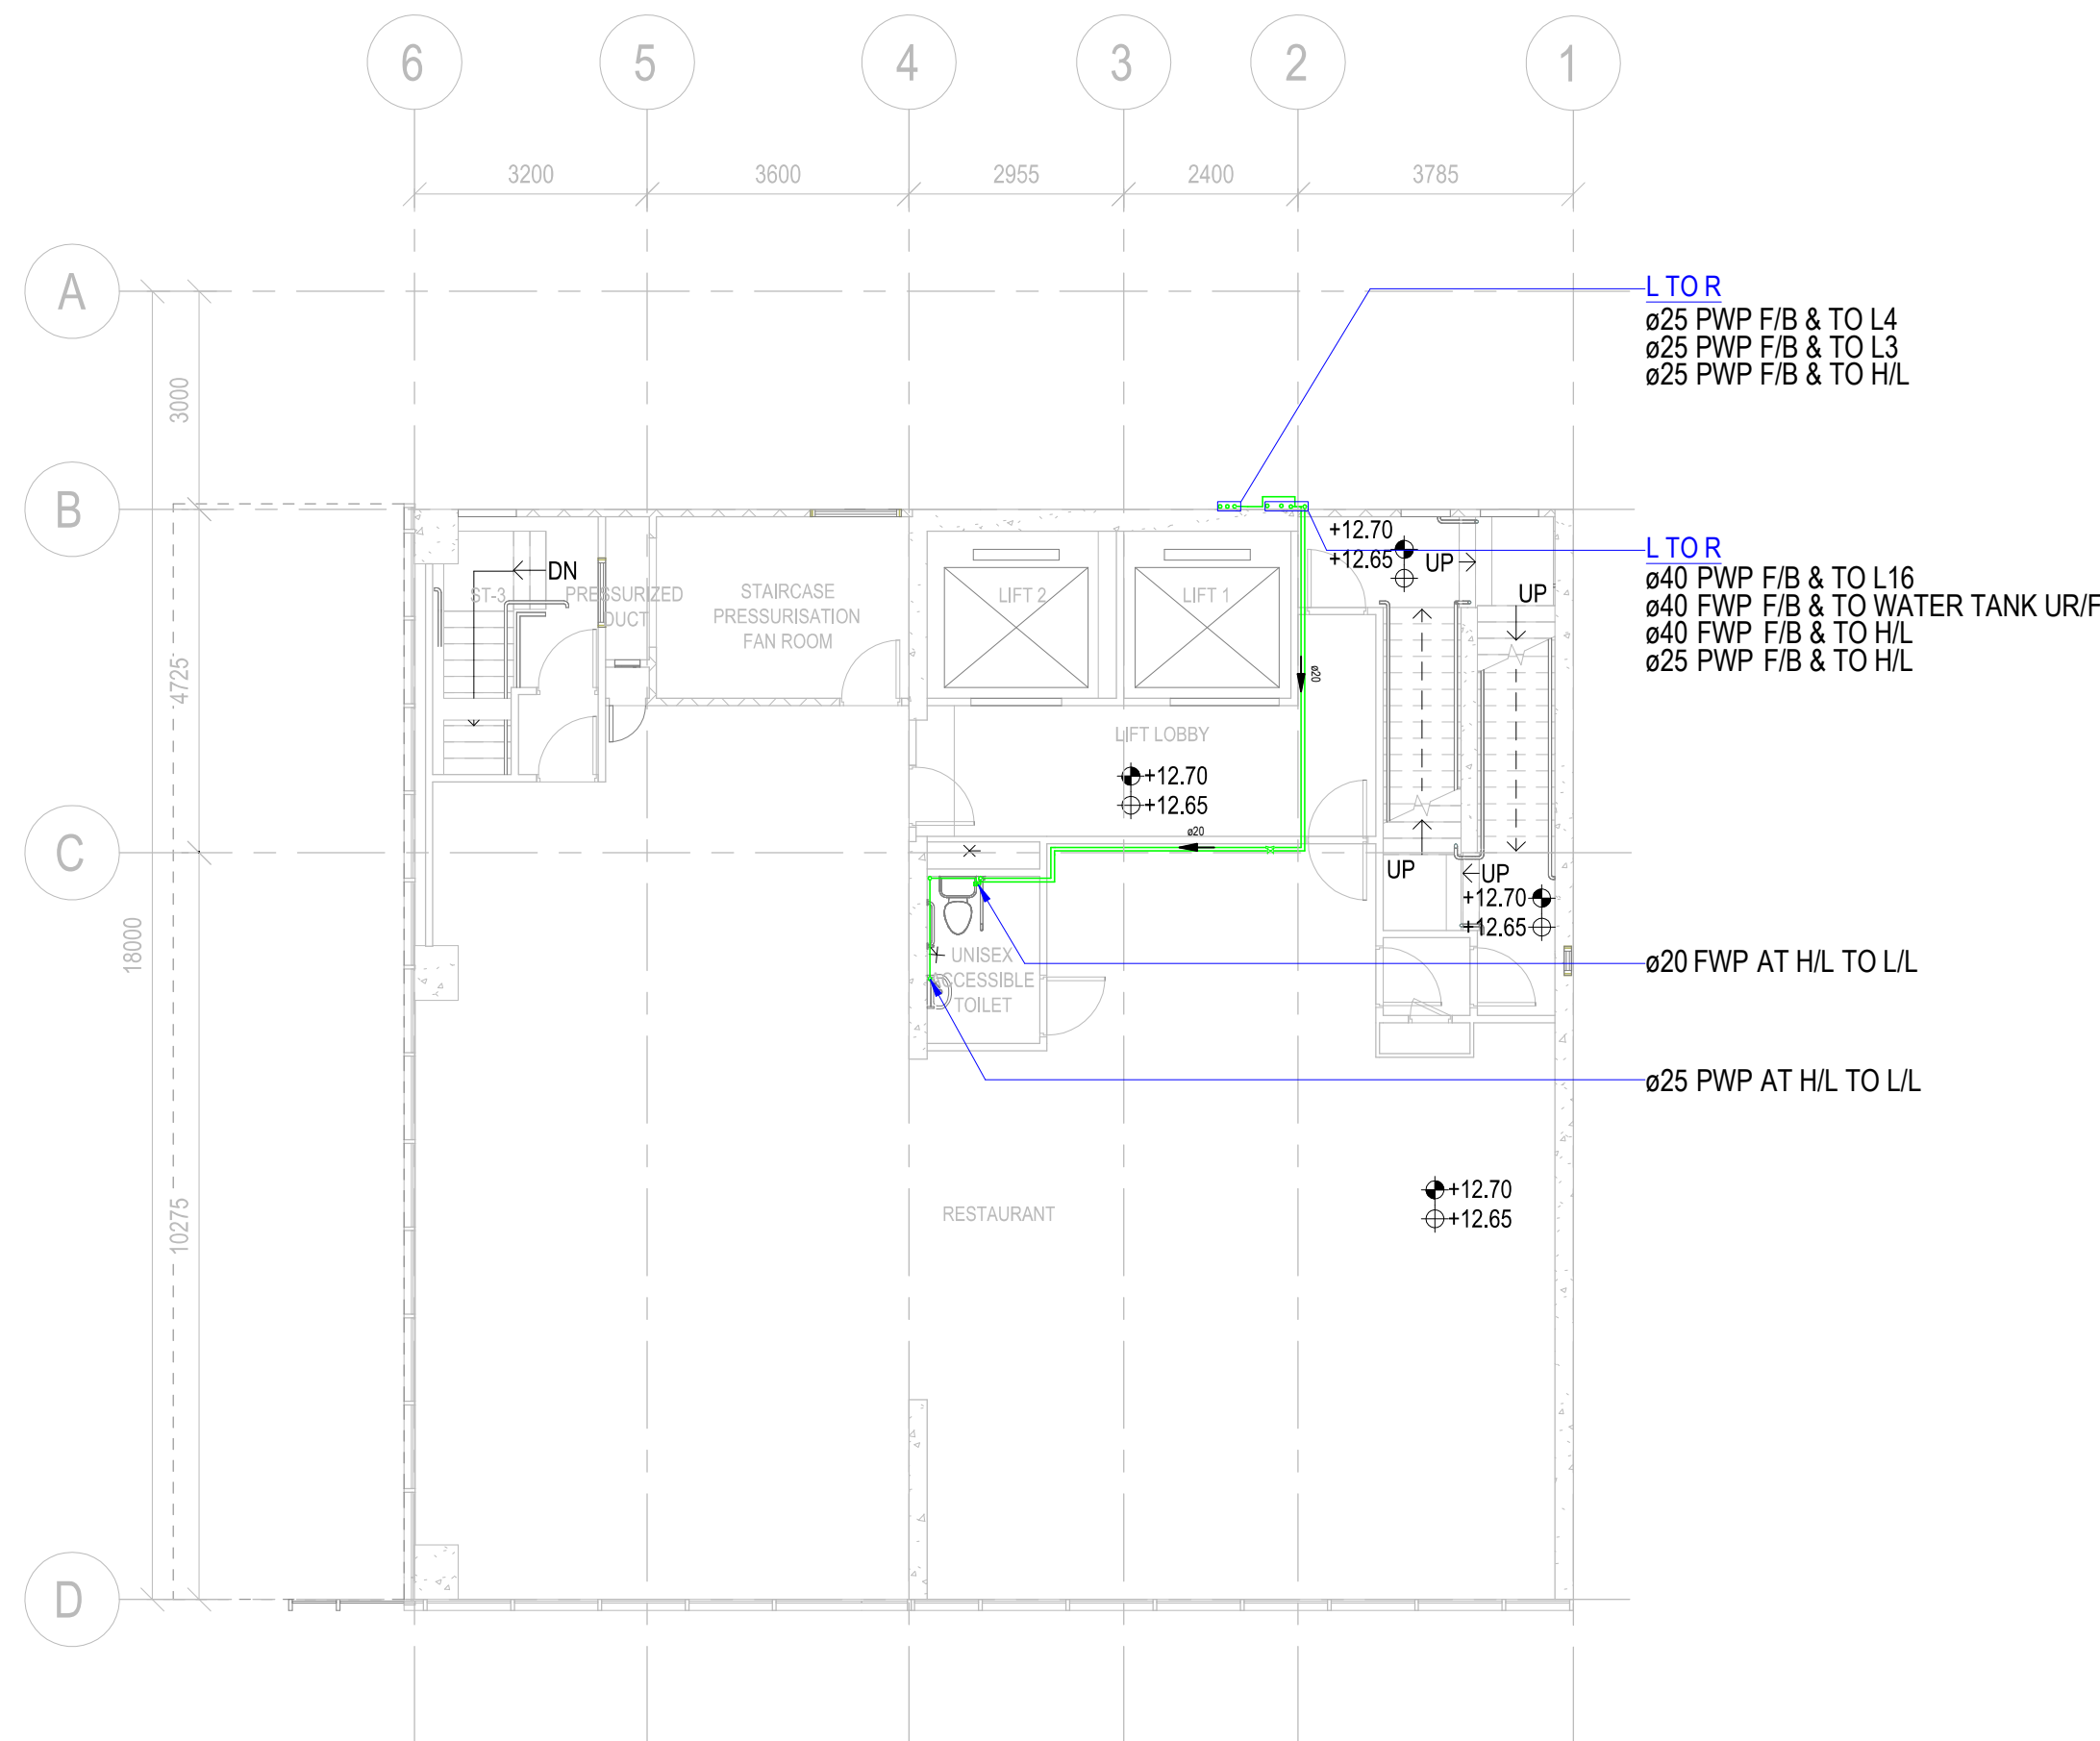 6
5
4
3
2
1
3200
3600
2955
2400
3785
A
B
C
D
3000
4725
18000
10275
L TO R
ø25 PWP F/B & TO L4
ø25 PWP F/B & TO L3
ø25 PWP F/B & TO H/L
L TO R
ø40 PWP F/B & TO L16
ø40 FWP F/B & TO WATER TANK UR/F
ø40 FWP F/B & TO H/L
ø25 PWP F/B & TO H/L
+12.70
+12.65
UP
UP
DN
ST-3
PRESSURIZED
DUCT
STAIRCASE
PRESSURISATION
FAN ROOM
LIFT 2
LIFT 1
ø20
LIFT LOBBY
+12.70
+12.65
ø20
UP
UP
+12.70
+12.65
UNISEX
ACCESSIBLE
TOILET
ø20 FWP AT H/L TO L/L
ø25 PWP AT H/L TO L/L
+12.70
+12.65
RESTAURANT